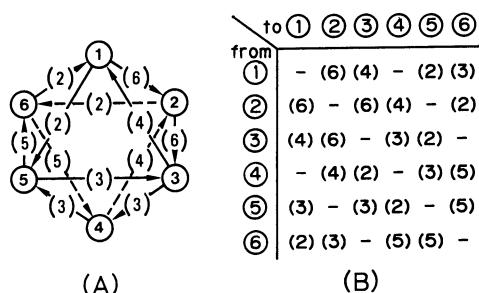 ①
(2)
(6)
⑥
(2)
②
(2)
(4)
(5)
(5)
(4)
(6)
⑤
(3)
③
(3)
(3)
④
(A)
to ① ② ③ ④ ⑤ ⑥
from
① - (6) (4) - (2) (3)
② (6) - (6) (4) - (2)
③ (4) (6) - (3) (2) -
④ - (4) (2) - (3) (5)
⑤ (3) - (3) (2) - (5)
⑥ (2) (3) - (5) (5) -
(B)